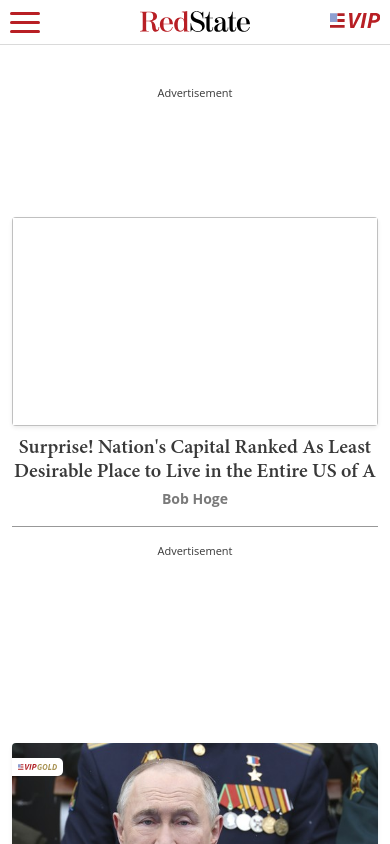 RedState
VIP
Advertisement
Surprise! Nation's Capital Ranked As Least
Desirable Place to Live in the Entire US of A
Bob Hoge
Advertisement
VIPGOLD